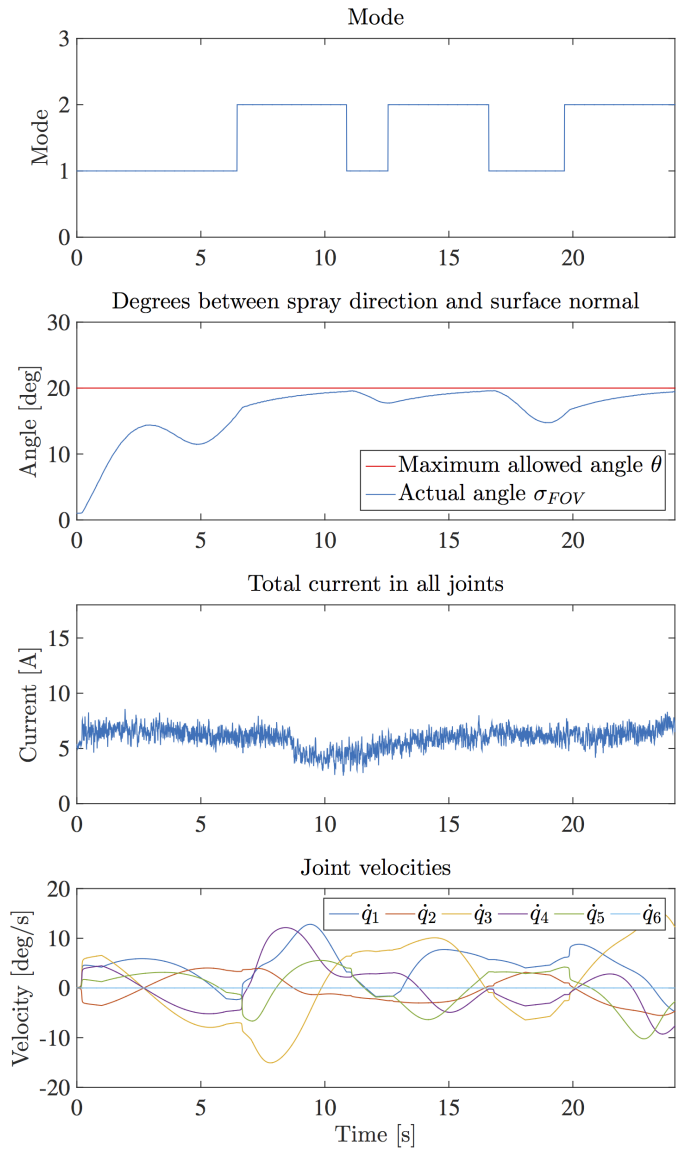 Mode
3
2
1
0
Mode
0 5 10 15 20
Degrees between spray direction and surface normal
30
20
10
0
Angle [deg]
Maximum allowed angle θ
Actual angle σ_FOV
0 5 10 15 20
Total current in all joints
15
10
5
0
Current [A]
0 5 10 15 20
Joint velocities
20
10
0
-10
-20
Velocity [deg/s]
q̇₁ q̇₂ q̇₃ q̇₄ q̇₅ q̇₆
0 5 10 15 20
Time [s]